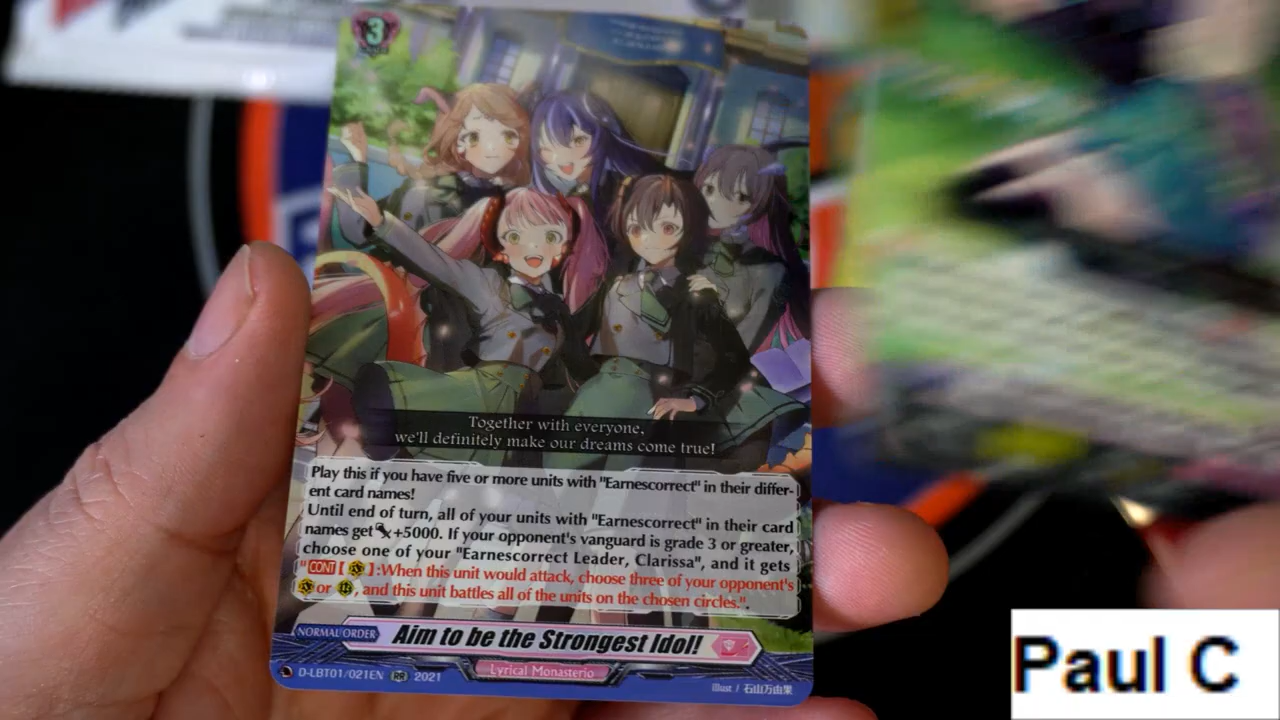 3
Together with everyone,
we'll definitely make our dreams come true!
Play this if you have five or more units with "Earnescorrect" in their differ-
ent card names!
Until end of turn, all of your units with "Earnescorrect" in their card
names get +5000. If your opponent's vanguard is grade 3 or greater,
choose one of your "Earnescorrect Leader, Clarissa", and it gets
"CONT[ ]:When this unit would attack, choose three of your opponent's
or , and this unit battles all of the units on the chosen circles.".
NORMAL ORDER Aim to be the Strongest Idol!
Lyrical Monasterio
D-LBT01/021EN RR 2021
Illust / 石山万由果
Paul C